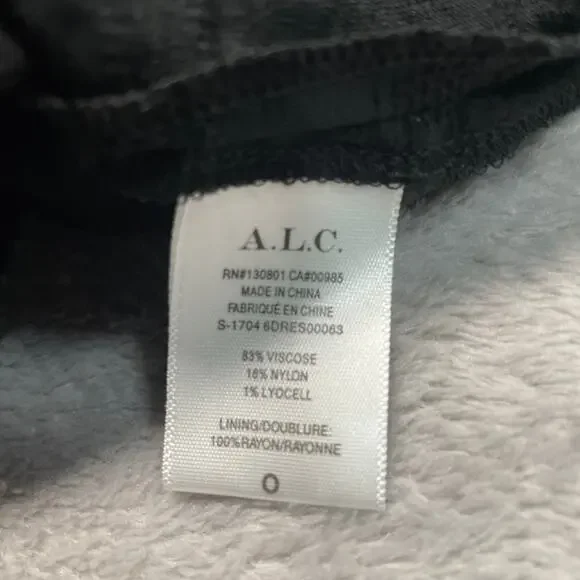 A.L.C.
RN#130801 CA#00985
MADE IN CHINA
FABRIQUÉ EN CHINE
S-1704 6DRES00063
83% VISCOSE
16% NYLON
1% LYOCELL
LINING/DOUBLURE:
100%RAYON/RAYONNE
0